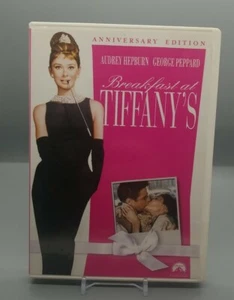 ANNIVERSARY EDITION
AUDREY HEPBURN GEORGE PEPPARD
Breakfast at
TIFFANY'S